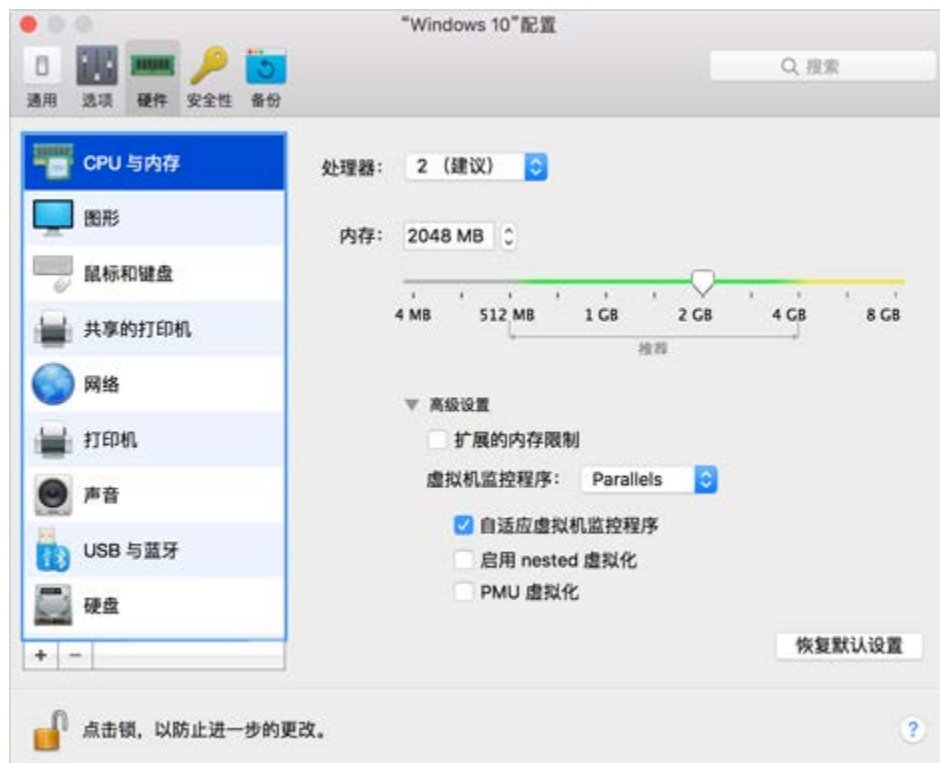 “Windows 10”配置
通用 选项 硬件 安全性 备份
搜索
CPU 与内存
图形
鼠标和键盘
共享的打印机
网络
打印机
声音
USB 与蓝牙
硬盘
+ −
处理器： 2 （建议）
内存： 2048 MB
4 MB 512 MB 1 GB 2 GB 4 GB 8 GB
推荐
高级设置
扩展的内存限制
虚拟机监控程序： Parallels
自适应虚拟机监控程序
启用 nested 虚拟化
PMU 虚拟化
恢复默认设置
点击锁，以防止进一步的更改。
?